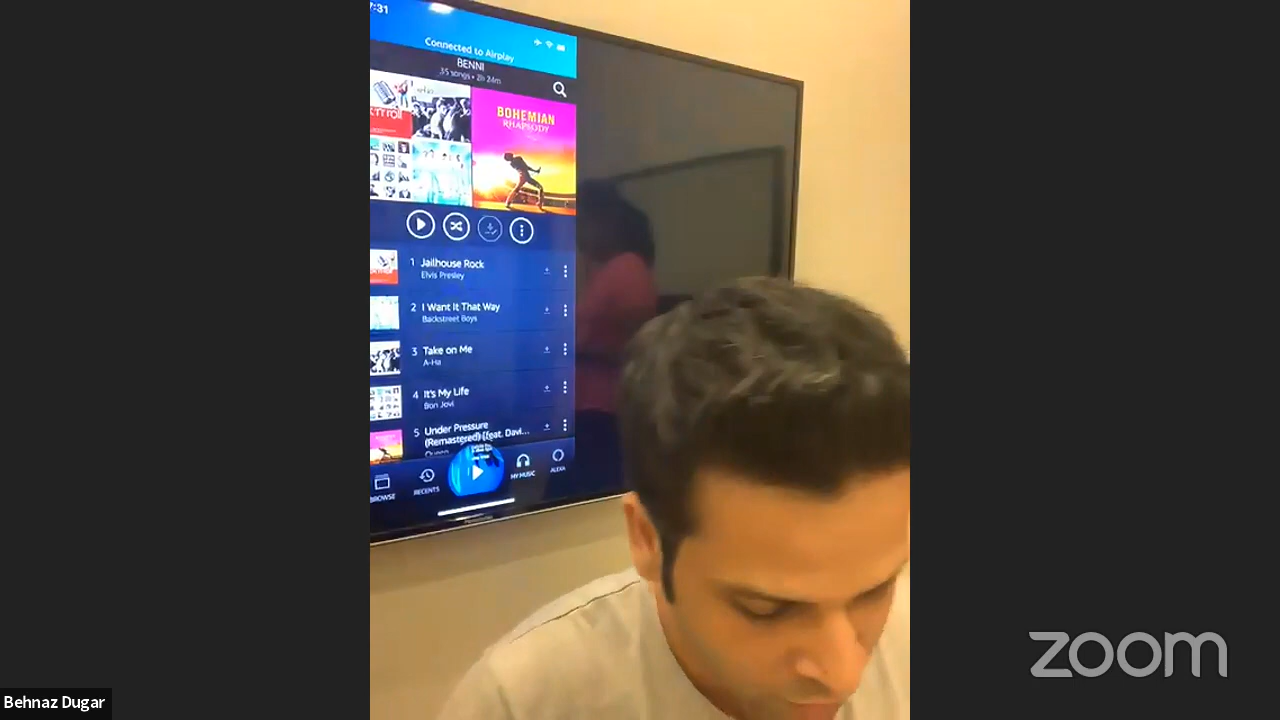 7:31
Connected to Airplay
BENNI
35 songs • 2h 24m
BOHEMIAN
RHAPSODY
1 Jailhouse Rock
Elvis Presley
2 I Want It That Way
Backstreet Boys
3 Take on Me
A-Ha
4 It's My Life
Bon Jovi
5 Under Pressure
(Remastered) [feat. Davi...
Queen
BROWSE
RECENTS
MY MUSIC
ALEXA
zoom
Behnaz Dugar